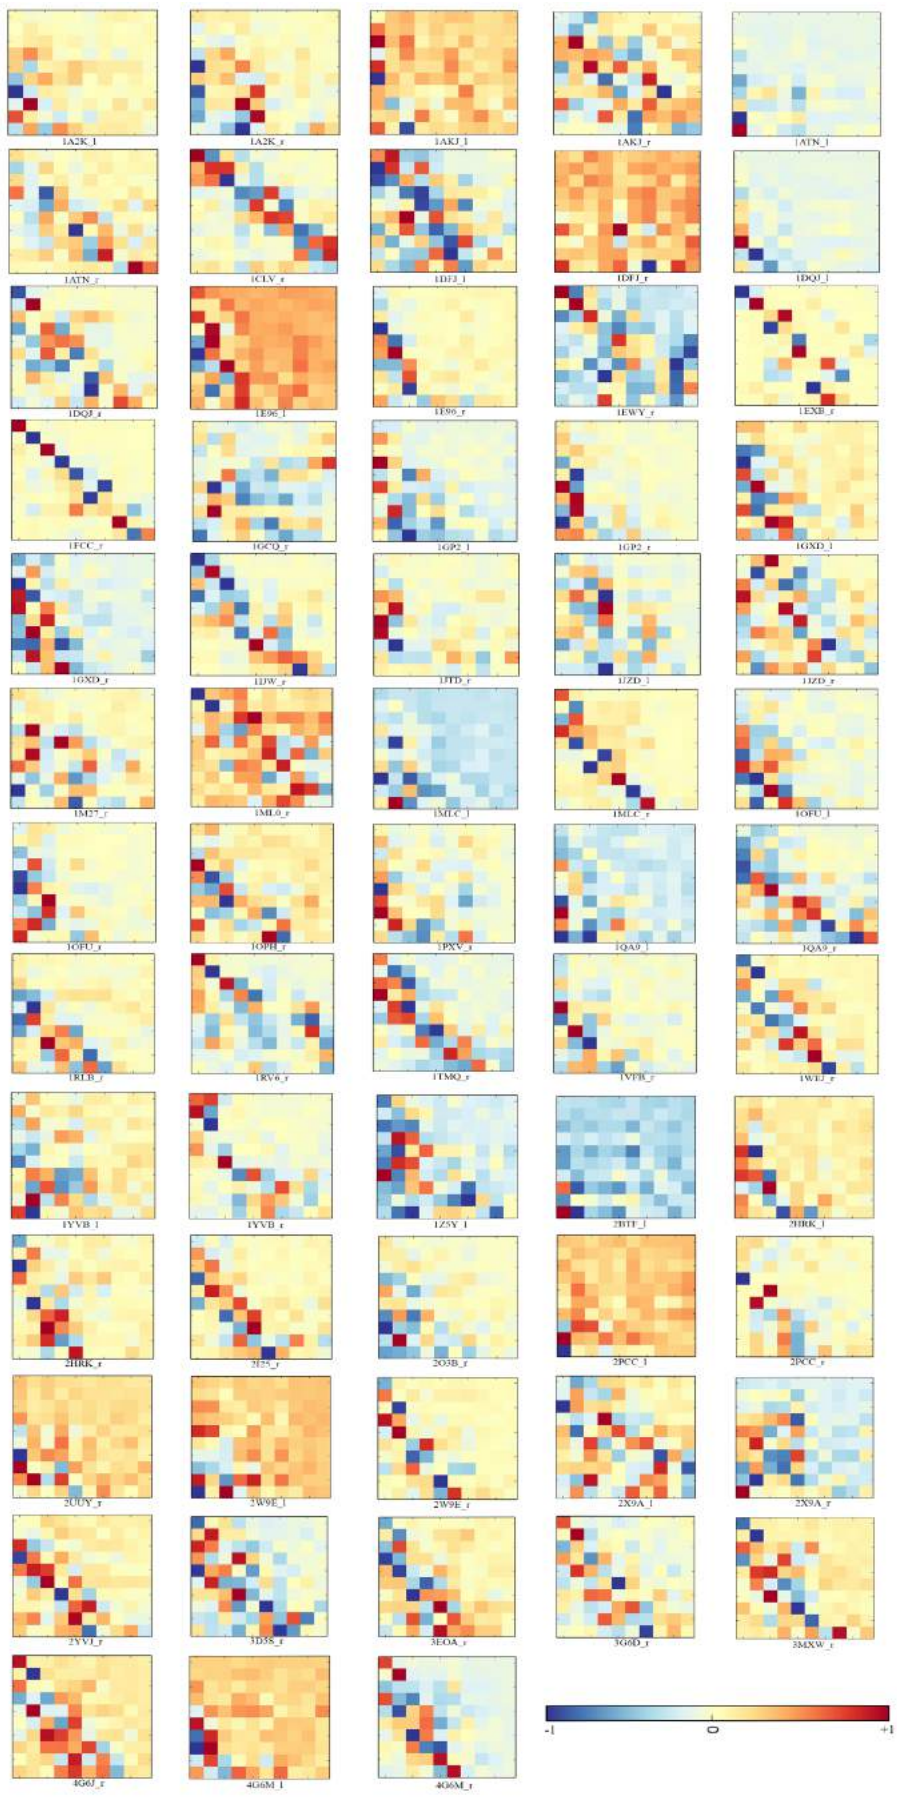 1A2K_l 1A2K_r 1AKJ_l 1AKJ_r 1ATN_l
1ATN_r 1CLV_r 1DFJ_l 1DFJ_r 1DQJ_l
1DQJ_r 1E96_l 1E96_r 1EWY_r 1EXB_r
1FCC_r 1GCQ_r 1GP2_l 1GP2_r 1GXD_l
1GXD_r 1IJW_r 1JTD_r 1JZD_l 1JZD_r
1M27_r 1ML0_r 1MLC_l 1MLC_r 1OFU_l
1OFU_r 1OPH_r 1PXV_r 1QA9_l 1QA9_r
1RLB_r 1RV6_r 1TMQ_r 1VFB_r 1WEJ_r
1YVB_l 1YVB_r 1Z5Y_l 2BTF_l 2HRK_l
2HRK_r 2I25_r 2O3B_r 2PCC_l 2PCC_r
2UUY_r 2W9E_l 2W9E_r 2X9A_l 2X9A_r
2YVJ_r 3D5S_r 3EOA_r 3G6D_r 3MXW_r
4G6J_r 4G6M_l 4G6M_r
-1 0 +1